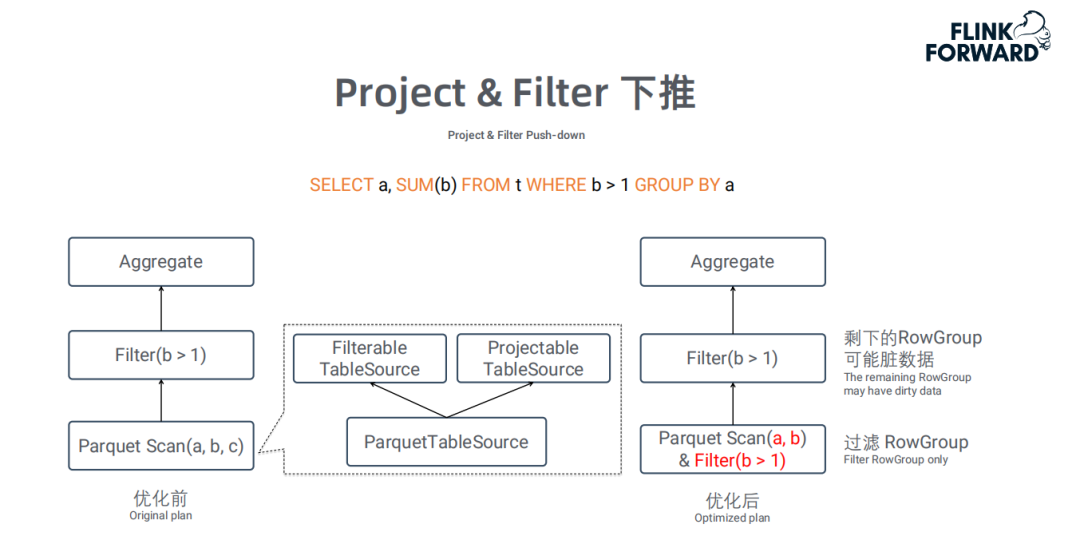 FLINK
FORWARD
Project & Filter 下推
Project & Filter Push-down
SELECT a, SUM(b) FROM t WHERE b > 1 GROUP BY a
Aggregate
Filter(b > 1)
Parquet Scan(a, b, c)
优化前
Original plan
Filterable
TableSource
Projectable
TableSource
ParquetTableSource
Aggregate
Filter(b > 1)
Parquet Scan(a, b)
& Filter(b > 1)
优化后
Optimized plan
剩下的RowGroup
可能脏数据
The remaining RowGroup
may have dirty data
过滤 RowGroup
Filter RowGroup only